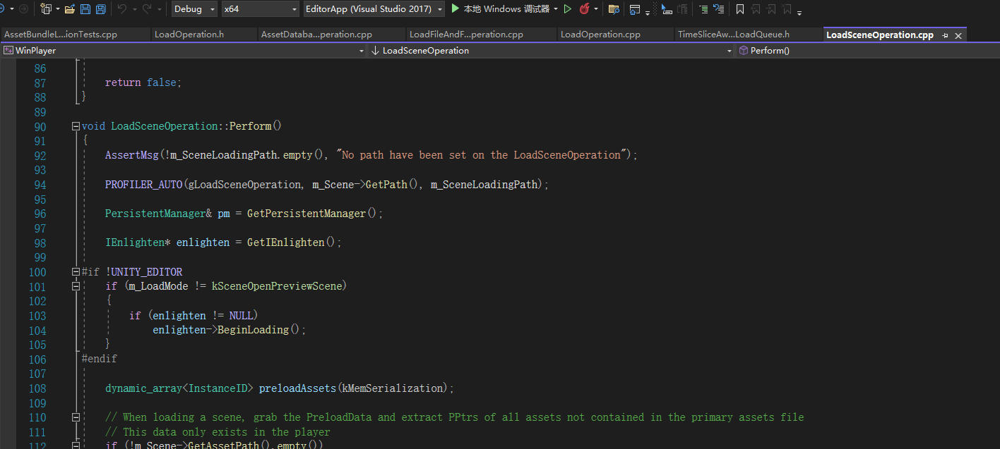 Debug x64 EditorApp (Visual Studio 2017) 本地 Windows 调试器
AssetBundleL...ionTests.cpp LoadOperation.h AssetDataba...peration.cpp LoadFileAndF...peration.cpp LoadOperation.cpp TimeSliceAw...LoadQueue.h LoadSceneOperation.cpp
WinPlayer LoadSceneOperation Perform()
86
87 return false;
88 }
89
90 void LoadSceneOperation::Perform()
91 {
92 AssertMsg(!m_SceneLoadingPath.empty(), "No path have been set on the LoadSceneOperation");
93
94 PROFILER_AUTO(gLoadSceneOperation, m_Scene->GetPath(), m_SceneLoadingPath);
95
96 PersistentManager& pm = GetPersistentManager();
97
98 IEnlighten* enlighten = GetIEnlighten();
99
100 #if !UNITY_EDITOR
101 if (m_LoadMode != kSceneOpenPreviewScene)
102 {
103 if (enlighten != NULL)
104 enlighten->BeginLoading();
105 }
106 #endif
107
108 dynamic_array<InstanceID> preloadAssets(kMemSerialization);
109
110 // When loading a scene, grab the PreloadData and extract PPtrs of all assets not contained in the primary assets file
111 // This data only exists in the player
112 if (!m_Scene->GetAssetPath().empty())